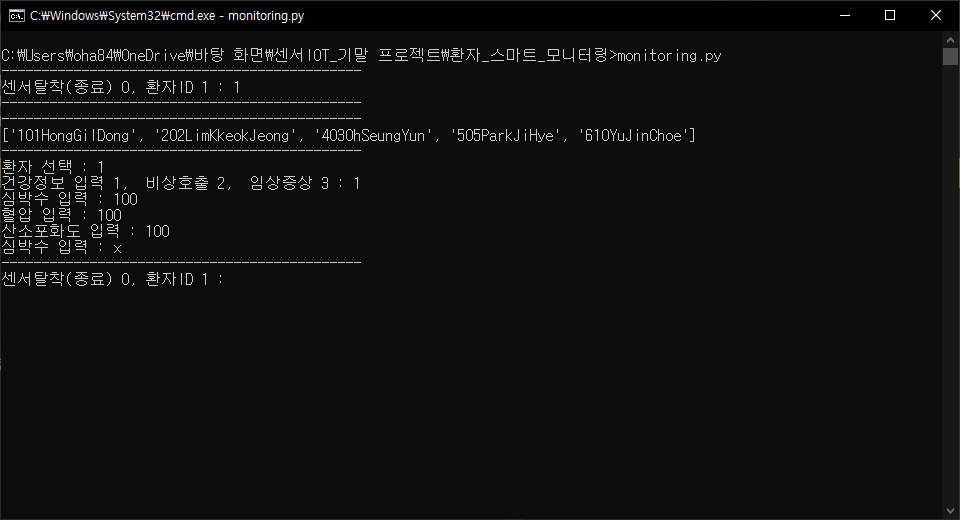 C:₩Windows₩System32₩cmd.exe - monitoring.py
C:₩Users₩oha84₩OneDrive₩바탕 화면₩센서IOT_기말 프로젝트₩환자_스마트_모니터링>monitoring.py
---------------------------------------------
센서탈착(종료) 0, 환자ID 1 : 1
---------------------------------------------
---------------------------------------------
['101HongGilDong', '202LimKkeokJeong', '403OhSeungYun', '505ParkJiHye', '610YuJinChoe']
---------------------------------------------
환자 선택 : 1
건강정보 입력 1,  비상호출 2,  임상증상 3 : 1
심박수 입력 : 100
혈압 입력 : 100
산소포화도 입력 : 100
심박수 입력 : x
---------------------------------------------
센서탈착(종료) 0, 환자ID 1 :